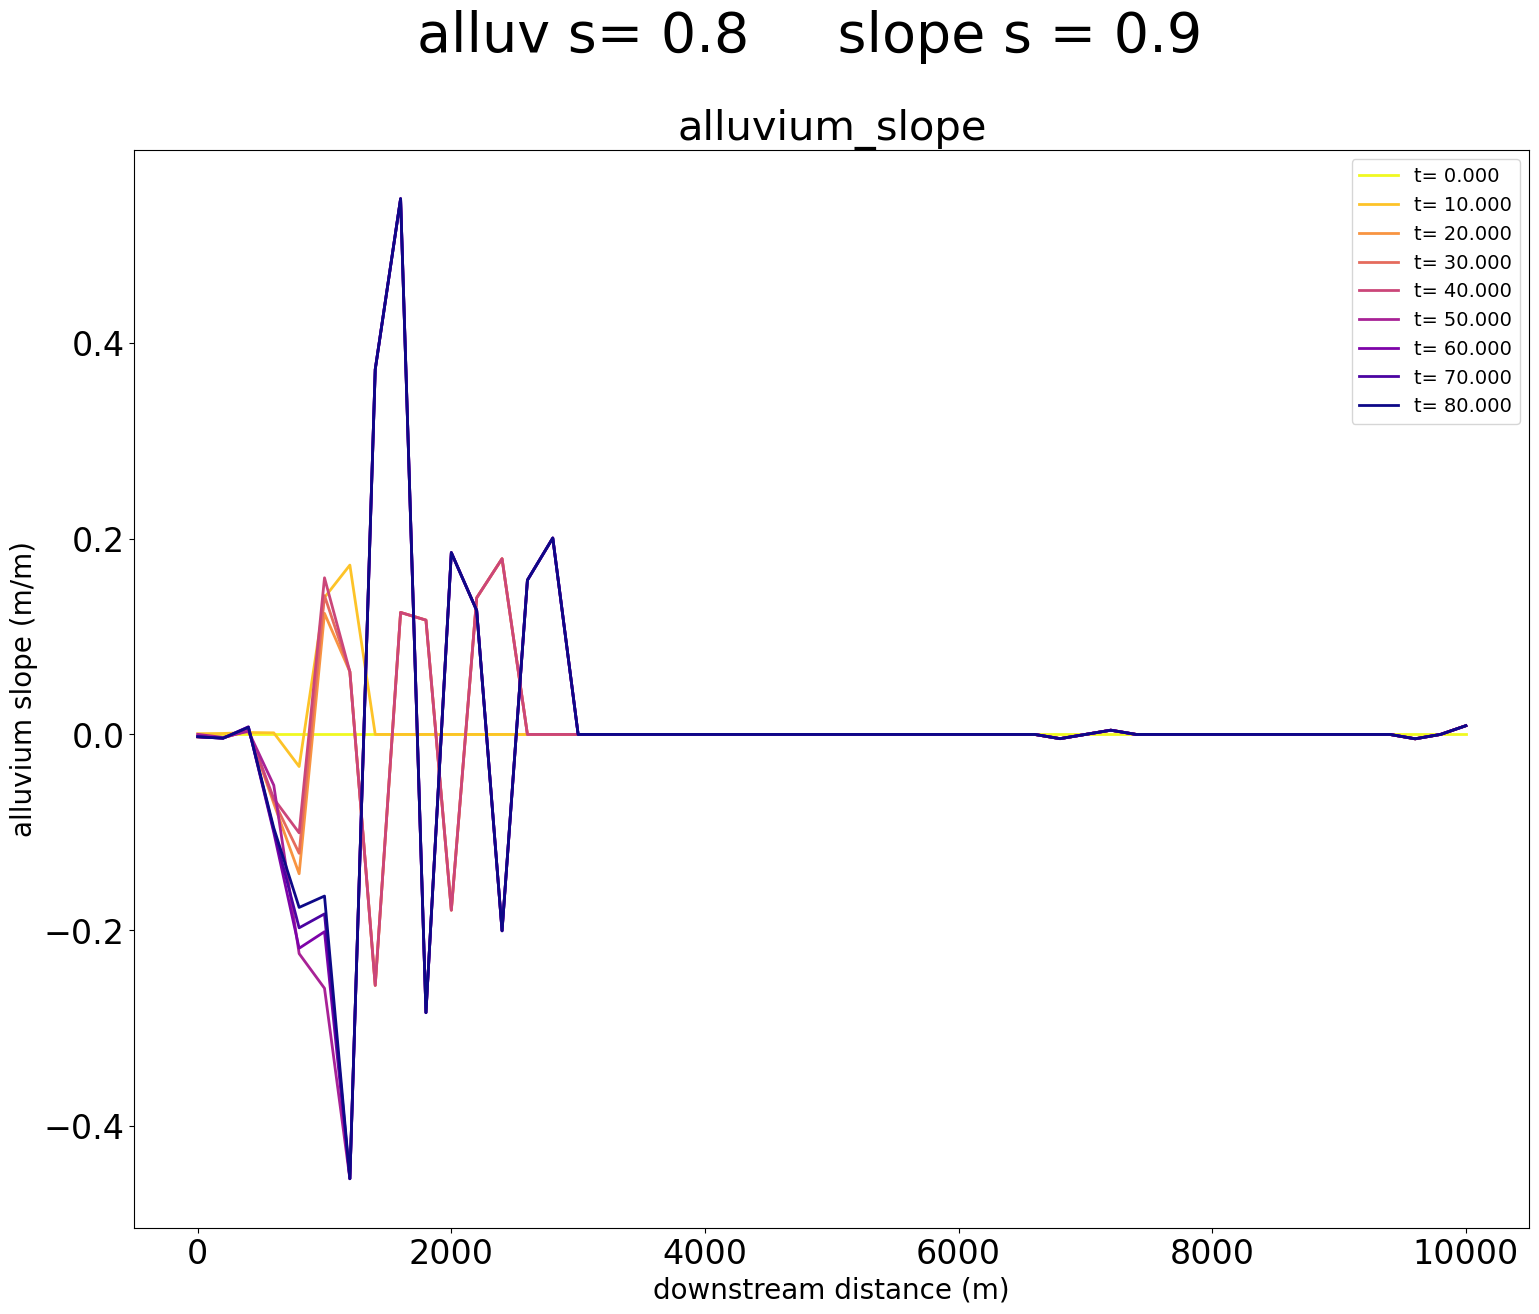 alluv s= 0.8     slope s = 0.9
alluvium_slope
t= 0.000
t= 10.000
t= 20.000
t= 30.000
t= 40.000
t= 50.000
t= 60.000
t= 70.000
t= 80.000
alluvium slope (m/m)
0.4
0.2
0.0
−0.2
−0.4
0 2000 4000 6000 8000 10000
downstream distance (m)